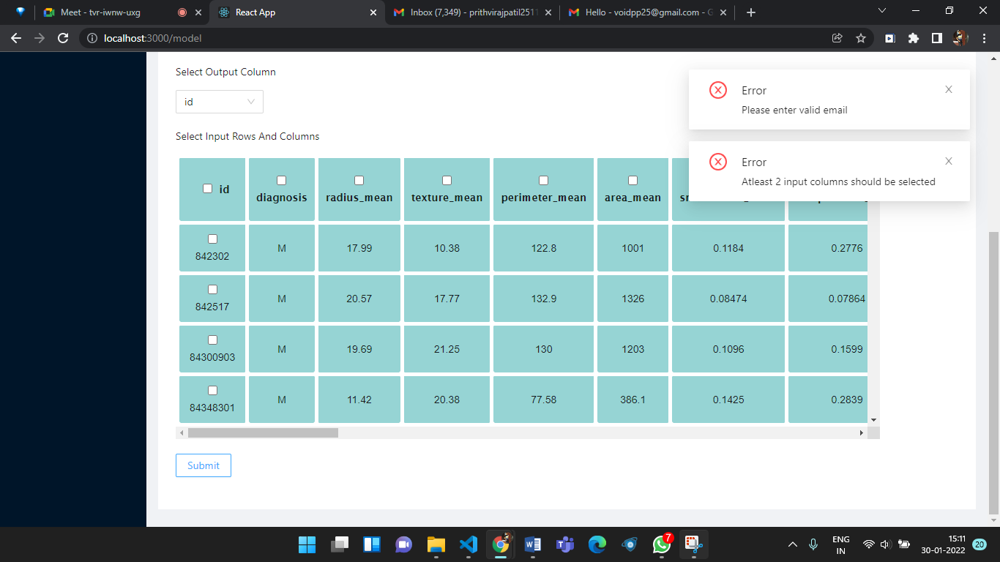 Meet - tvr-iwnw-uxg
React App
Inbox (7,349) - prithvirajpatil2511
Hello - voidpp25@gmail.com - G
localhost:3000/model
Select Output Column
id
Error
Please enter valid email
Error
Atleast 2 input columns should be selected
Select Input Rows And Columns
id diagnosis radius_mean texture_mean perimeter_mean area_mean
842302 M 17.99 10.38 122.8 1001 0.1184 0.2776
842517 M 20.57 17.77 132.9 1326 0.08474 0.07864
84300903 M 19.69 21.25 130 1203 0.1096 0.1599
84348301 M 11.42 20.38 77.58 386.1 0.1425 0.2839
Submit
7
ENG
IN
15:11
30-01-2022
20